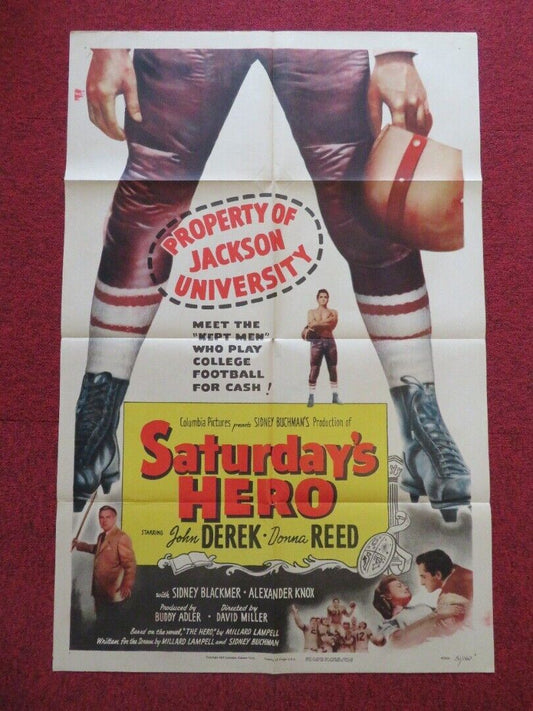 PROPERTY OF
JACKSON
UNIVERSITY
MEET THE
"KEPT MEN"
WHO PLAY
COLLEGE
FOOTBALL
FOR CASH!
Columbia Pictures presents SIDNEY BUCHMAN'S Production of
Saturday's
HERO
STARRING John DEREK · Donna REED
with SIDNEY BLACKMER · ALEXANDER KNOX
Produced by BUDDY ADLER
Directed by DAVID MILLER
Based on the novel, "THE HERO," by MILLARD LAMPELL
Written for the Screen by MILLARD LAMPELL and SIDNEY BUCHMAN